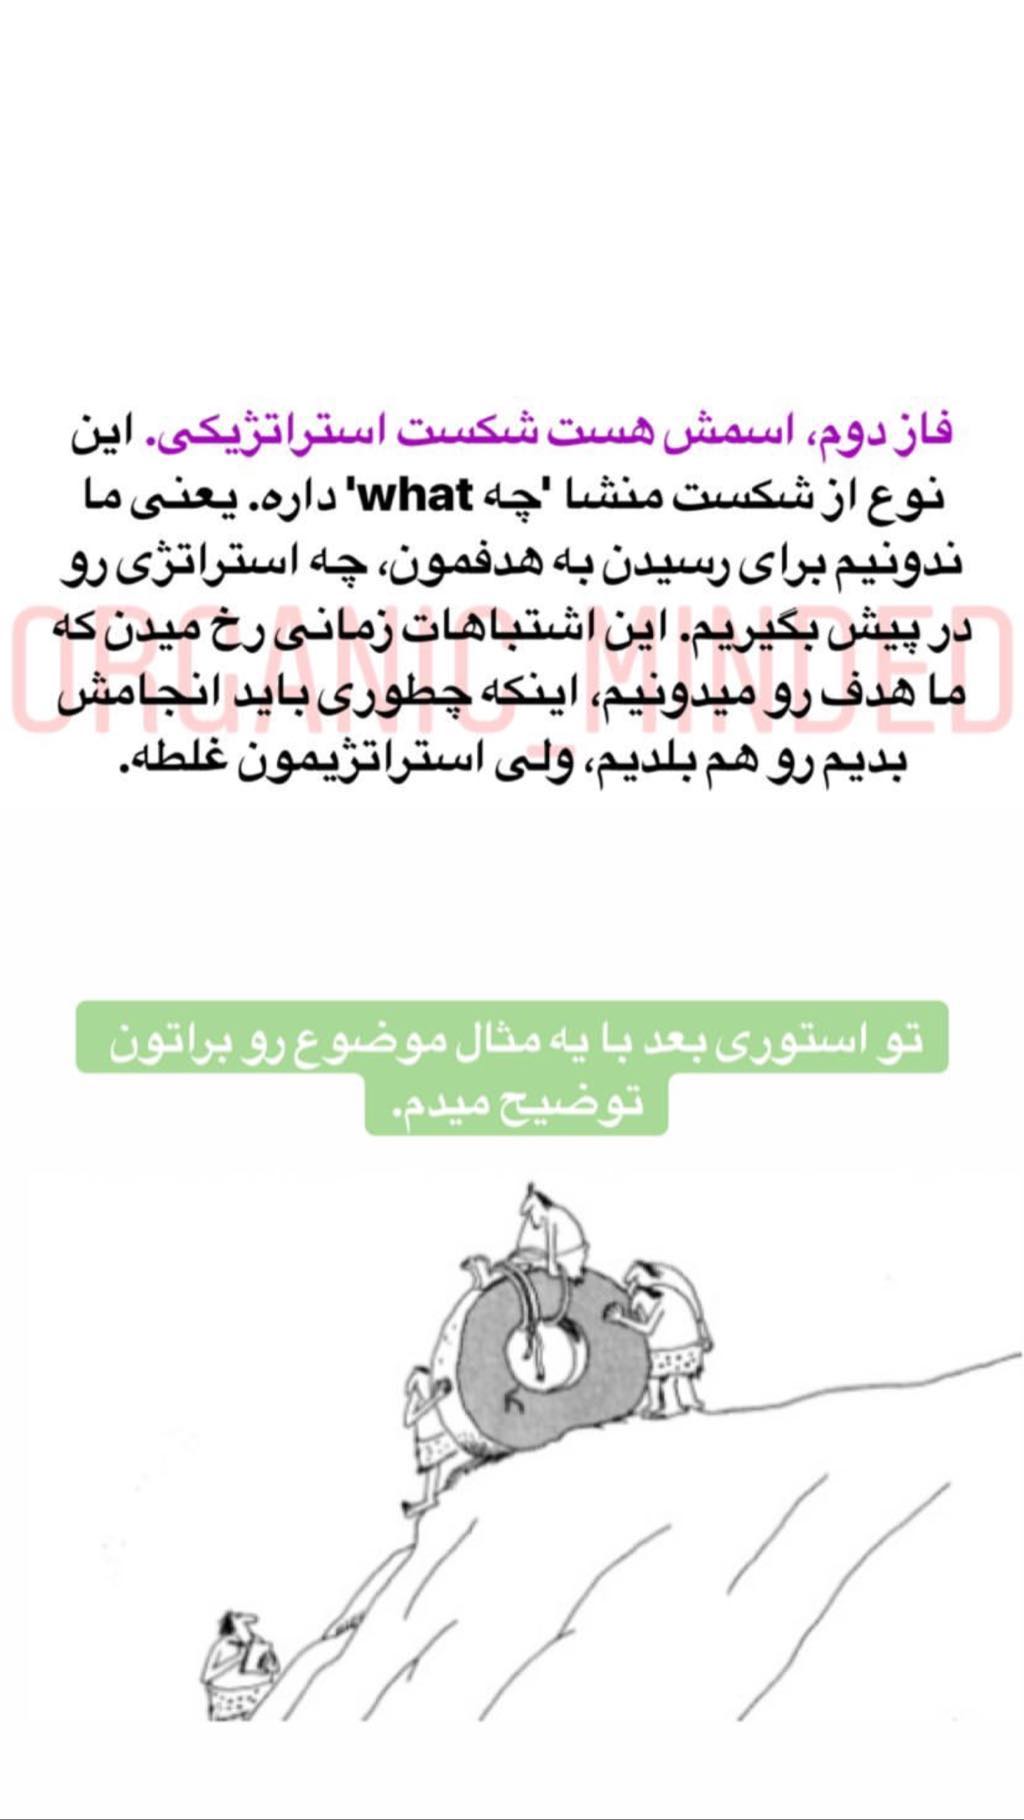 فاز دوم، اسمش هست شکست استراتژیکی. این
نوع از شکست منشا 'چه what' داره. یعنی ما
ندونیم برای رسیدن به هدفمون، چه استراتژی رو
در پیش بگیریم. این اشتباهات زمانی رخ میدن که
ما هدف رو میدونیم، اینکه چطوری باید انجامش
بدیم رو هم بلدیم، ولی استراتژیمون غلطه.
ORGANIC_MINDED
تو استوری بعد با یه مثال موضوع رو براتون
توضیح میدم.